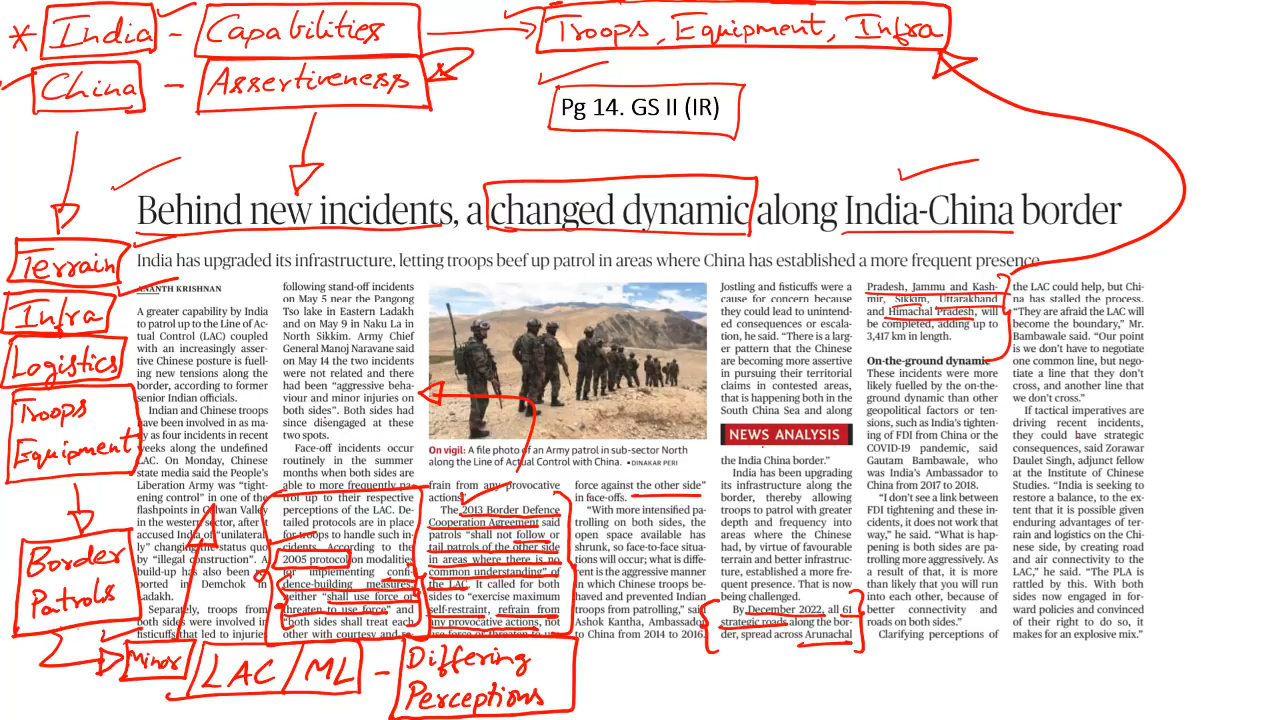 * India - Capabilities → Troops, Equipment, Infra
China - Assertiveness
Pg 14. GS II (IR)
Behind new incidents, a changed dynamic along India-China border
India has upgraded its infrastructure, letting troops beef up patrol in areas where China has established a more frequent presence
Terrain
Infra
Logistics
Troops
Equipment
Border
Patrols
Minor
LAC/ML - Differing
Perceptions
ANANTH KRISHNAN
A greater capability by India
to patrol up to the Line of Ac-
tual Control (LAC) coupled
with an increasingly asser-
tive Chinese posture is fuell-
ing new tensions along the
border, according to former
senior Indian officials.
Indian and Chinese troops
have been involved in as ma-
ny as four incidents in recent
weeks along the undefined
LAC. On Monday, Chinese
state media said the People's
Liberation Army was "tight-
ening control" in one of the
flashpoints in Galwan Valley
in the western sector, after it
accused India of "unilateral-
ly" changing the status quo
by "illegal construction". A
build-up has also been re-
ported in Demchok in
Ladakh.
Separately, troops from
both sides were involved in
fisticuffs that led to injuries
following stand-off incidents
on May 5 near the Pangong
Tso lake in Eastern Ladakh
and on May 9 in Naku La in
North Sikkim. Army Chief
General Manoj Naravane said
on May 14 the two incidents
were not related and there
had been "aggressive beha-
viour and minor injuries on
both sides". Both sides had
since disengaged at these
two spots.
Face-off incidents occur
routinely in the summer
months when both sides are
able to more frequently pa-
trol up to their respective
perceptions of the LAC. De-
tailed protocols are in place
for troops to handle such in-
cidents. According to the
2005 protocol on modalities
for implementing confi-
dence-building measures,
neither "shall use force or
threaten to use force" and
"both sides shall treat each
other with courtesy and re-
On vigil: A file photo of an Army patrol in sub-sector North
along the Line of Actual Control with China. • DINAKAR PERI
frain from any provocative
actions".
The 2013 Border Defence
Cooperation Agreement said
patrols "shall not follow or
tail patrols of the other side
in areas where there is no
common understanding" of
the LAC. It called for both
sides to "exercise maximum
self-restraint, refrain from
any provocative actions, not
use force or threaten to use
force against the other side"
in face-offs.
"With more intensified pa-
trolling on both sides, the
open space available has
shrunk, so face-to-face situa-
tions will occur; what is dif-
ferent is the aggressive manner
in which Chinese troops be-
haved and prevented Indian
troops from patrolling," said
Ashok Kantha, Ambassador
to China from 2014 to 2016.
Jostling and fisticuffs were a
cause for concern because
they could lead to unintend-
ed consequences or escala-
tion, he said. "There is a larg-
er pattern that the Chinese
are becoming more assertive
in pursuing their territorial
claims in contested areas,
that is happening both in the
South China Sea and along
NEWS ANALYSIS
the India China border."
India has been upgrading
its infrastructure along the
border, thereby allowing
troops to patrol with greater
depth and frequency into
areas where the Chinese
had, by virtue of favourable
terrain and better infrastruc-
ture, established a more fre-
quent presence. That is now
being challenged.
By December 2022, all 61
strategic roads along the bor-
der, spread across Arunachal
Pradesh, Jammu and Kash-
mir, Sikkim, Uttarakhand
and Himachal Pradesh, will
be completed, adding up to
3,417 km in length.
On-the-ground dynamic
These incidents were more
likely fuelled by the on-the-
ground dynamic than other
geopolitical factors or ten-
sions, such as India's tighten-
ing of FDI from China or the
COVID-19 pandemic, said
Gautam Bambawale, who
was India's Ambassador to
China from 2017 to 2018.
"I don't see a link between
FDI tightening and these in-
cidents, it does not work that
way," he said. "What is hap-
pening is both sides are pa-
trolling more aggressively. As
a result of that, it is more
than likely that you will run
into each other, because of
better connectivity and
roads on both sides."
Clarifying perceptions of
the LAC could help, but Chi-
na has stalled the process.
"They are afraid the LAC will
become the boundary," Mr.
Bambawale said. "Our point
is we don't have to negotiate
one common line, but nego-
tiate a line that they don't
cross, and another line that
we don't cross."
If tactical imperatives are
driving recent incidents,
they could have strategic
consequences, said Zorawar
Daulet Singh, adjunct fellow
at the Institute of Chinese
Studies. "India is seeking to
restore a balance, to the ex-
tent that it is possible given
enduring advantages of ter-
rain and logistics on the Chi-
nese side, by creating road
and air connectivity to the
LAC," he said. "The PLA is
rattled by this. With both
sides now engaged in for-
ward policies and convinced
of their right to do so, it
makes for an explosive mix."